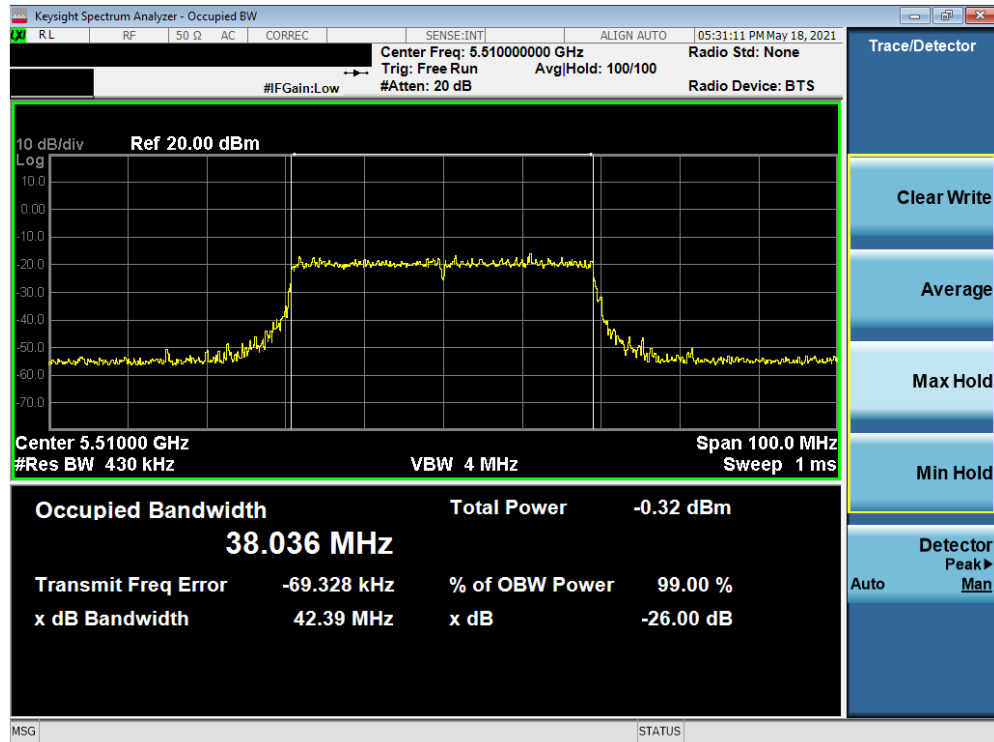 Keysight Spectrum Analyzer - Occupied BW
LXI RL RF 50 Ω AC CORREC SENSE:INT ALIGN AUTO 05:31:11 PM May 18, 2021
Center Freq: 5.510000000 GHz Radio Std: None
Trig: Free Run Avg|Hold: 100/100
#IFGain:Low #Atten: 20 dB Radio Device: BTS
Trace/Detector
10 dB/div Ref 20.00 dBm
Log
10.0
0.00
-10.0
-20.0
-30.0
-40.0
-50.0
-60.0
-70.0
Center 5.51000 GHz Span 100.0 MHz
#Res BW 430 kHz VBW 4 MHz Sweep 1 ms
Occupied Bandwidth Total Power -0.32 dBm
38.036 MHz
Transmit Freq Error -69.328 kHz % of OBW Power 99.00 %
x dB Bandwidth 42.39 MHz x dB -26.00 dB
Clear Write
Average
Max Hold
Min Hold
Detector
Peak▶
Auto Man
MSG STATUS